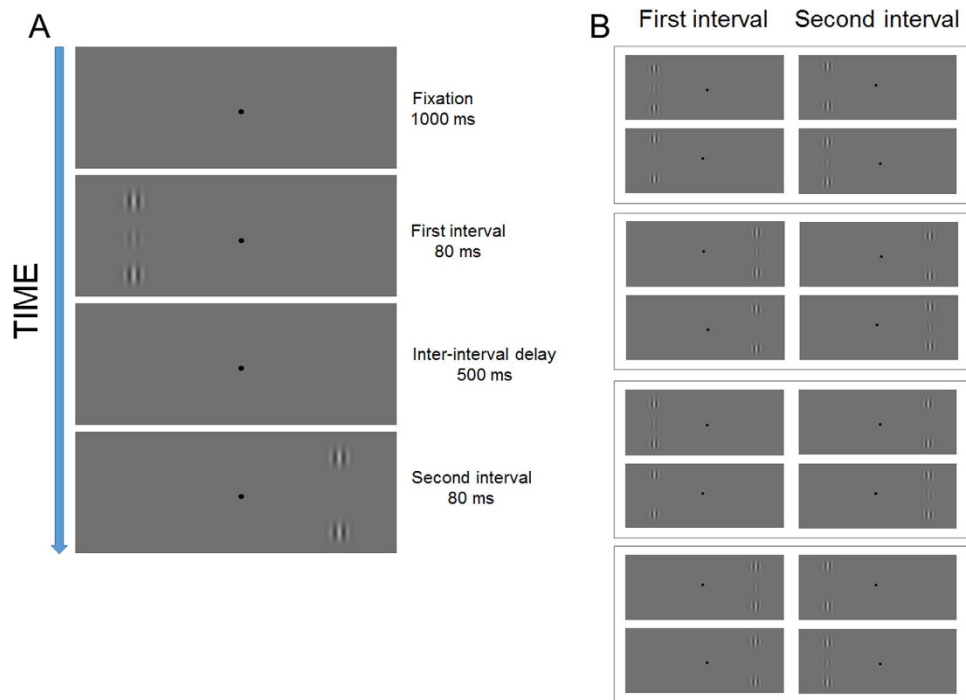 A
TIME
Fixation
1000 ms
First interval
80 ms
Inter-interval delay
500 ms
Second interval
80 ms
B
First interval
Second interval